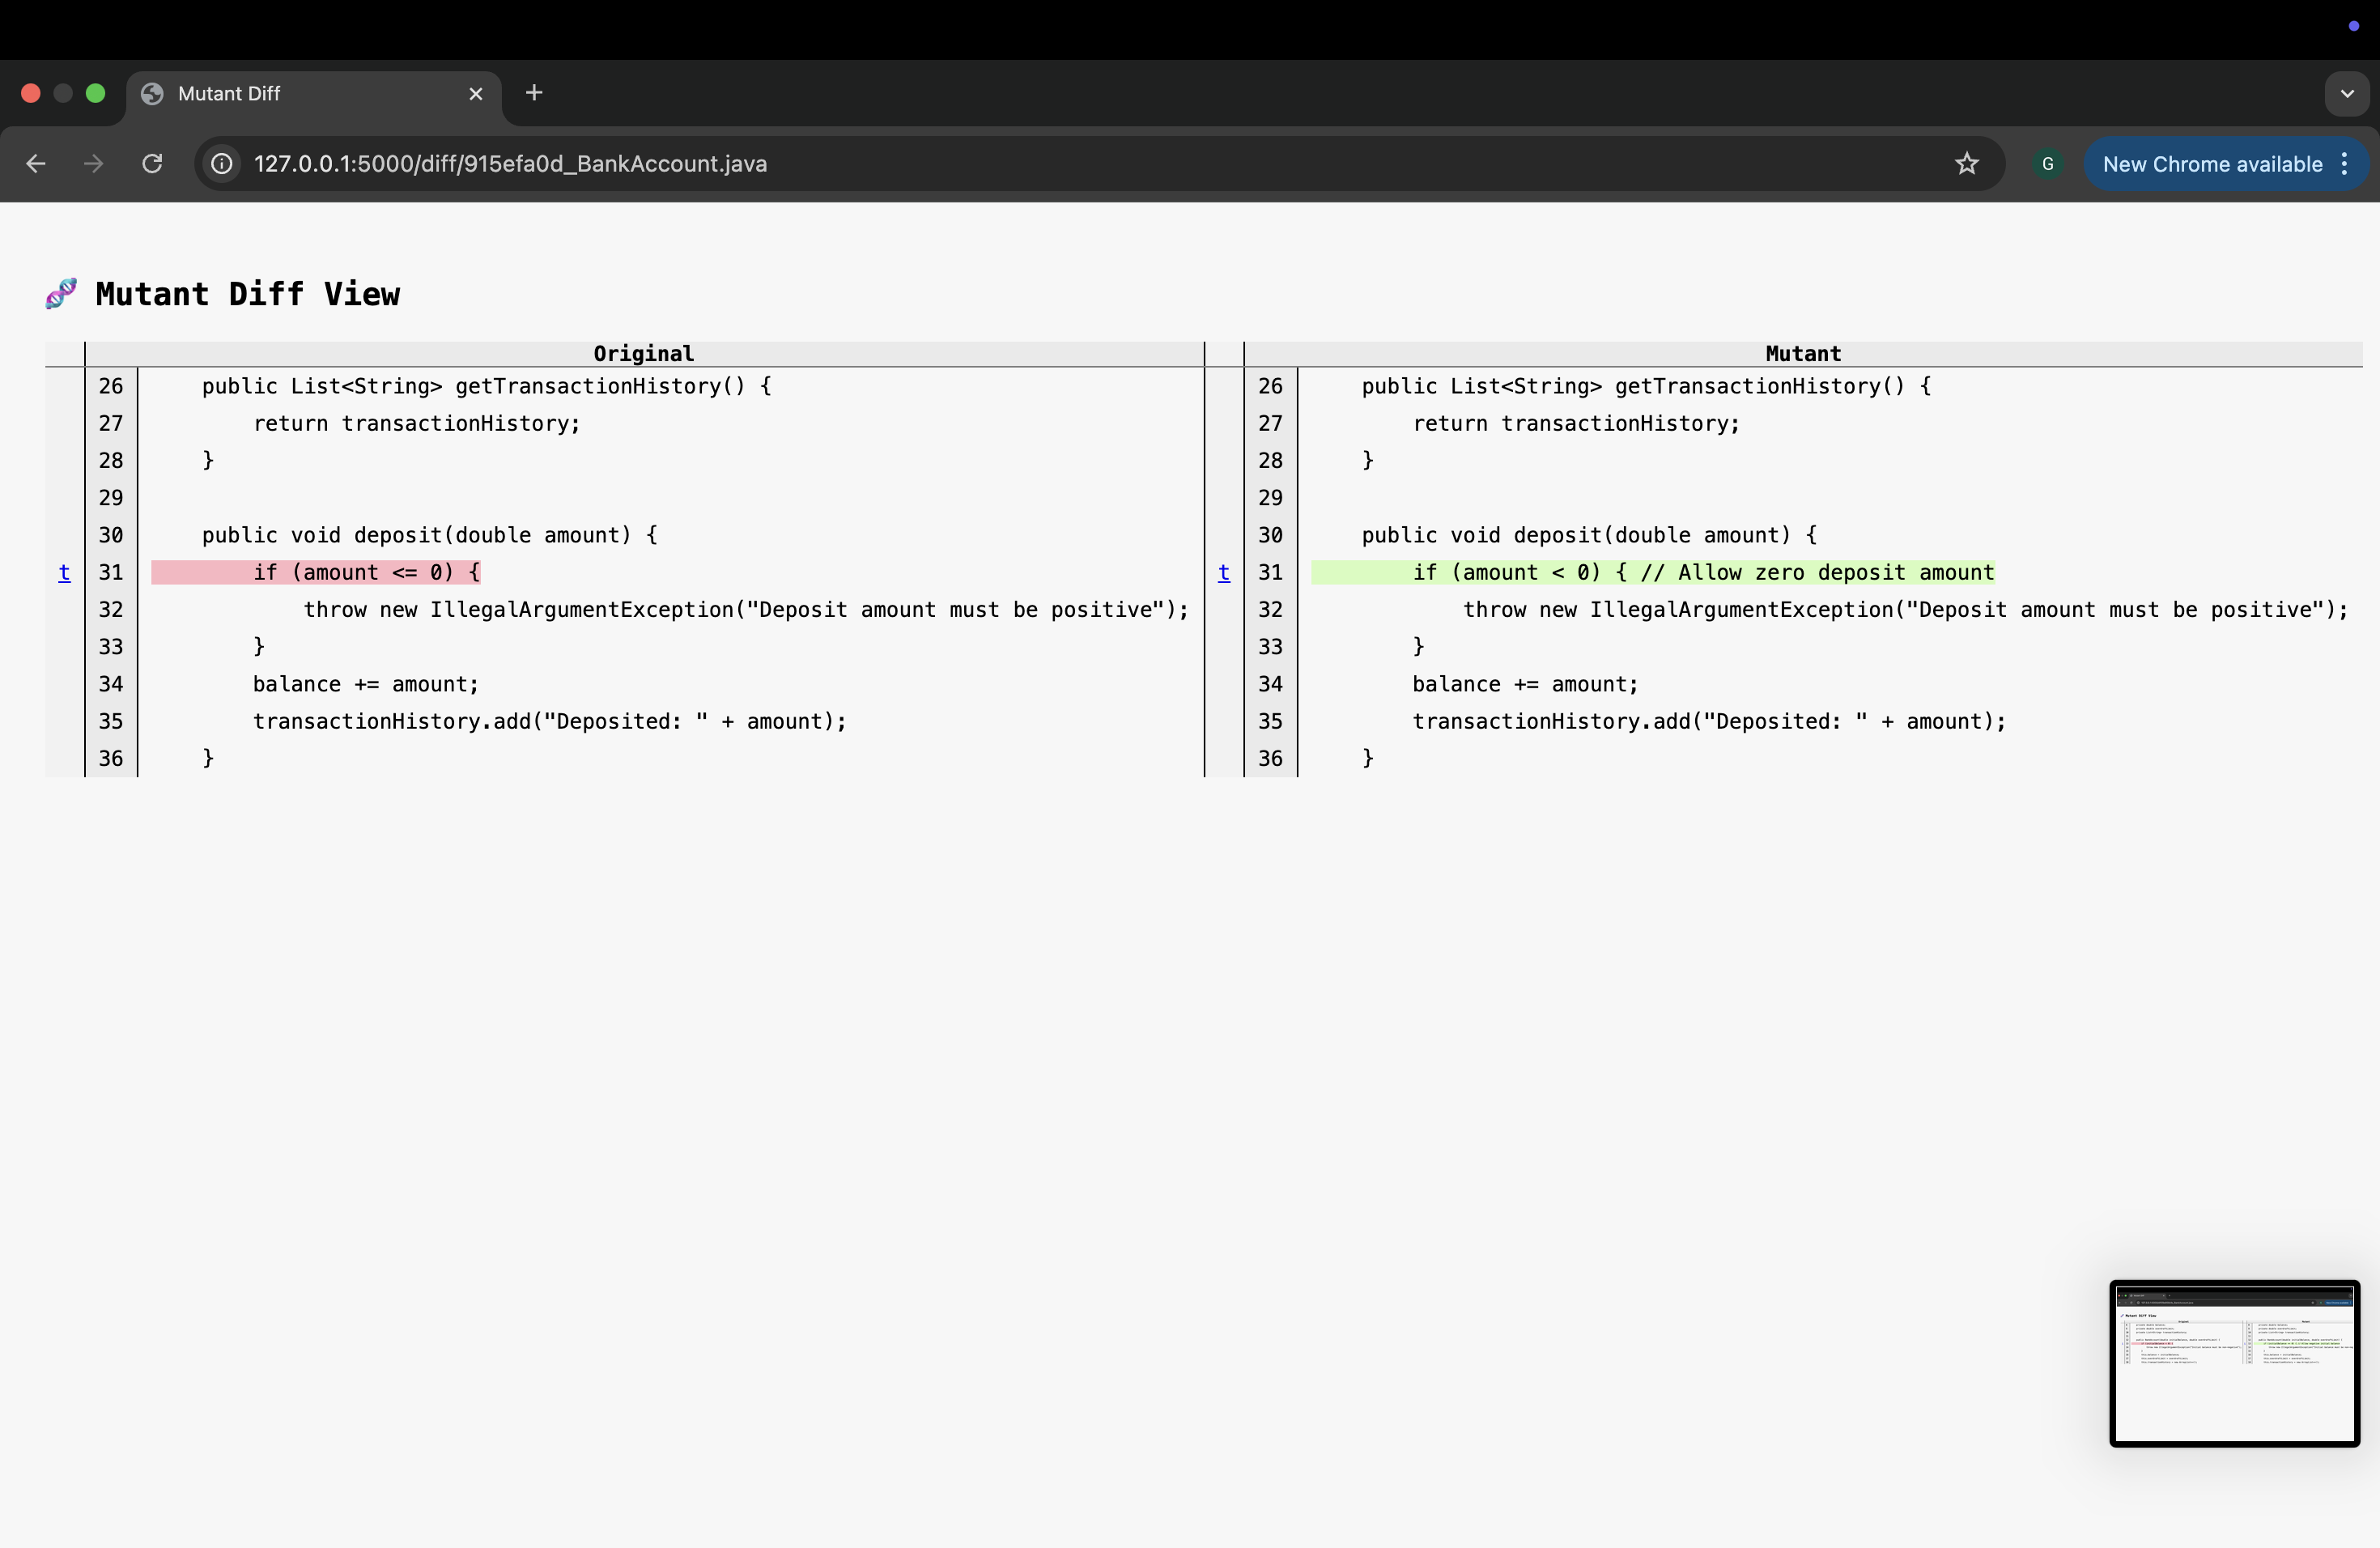 Mutant Diff
127.0.0.1:5000/diff/915efa0d_BankAccount.java
G
New Chrome available
Mutant Diff View
Original
26     public List<String> getTransactionHistory() {
27         return transactionHistory;
28     }
29
30     public void deposit(double amount) {
t 31         if (amount <= 0) {
32             throw new IllegalArgumentException("Deposit amount must be positive");
33         }
34         balance += amount;
35         transactionHistory.add("Deposited: " + amount);
36     }
Mutant
26     public List<String> getTransactionHistory() {
27         return transactionHistory;
28     }
29
30     public void deposit(double amount) {
t 31         if (amount < 0) { // Allow zero deposit amount
32             throw new IllegalArgumentException("Deposit amount must be positive");
33         }
34         balance += amount;
35         transactionHistory.add("Deposited: " + amount);
36     }
Mutant Diff View